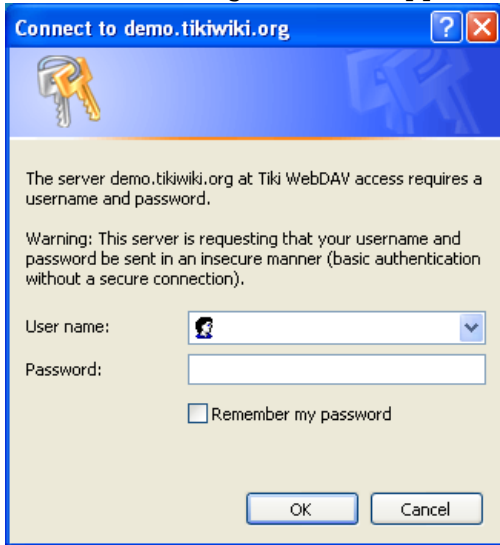 Connect to demo.tikiwiki.org
The server demo.tikiwiki.org at Tiki WebDAV access requires a
username and password.
Warning: This server is requesting that your username and
password be sent in an insecure manner (basic authentication
without a secure connection).
User name:
Password:
Remember my password
OK Cancel